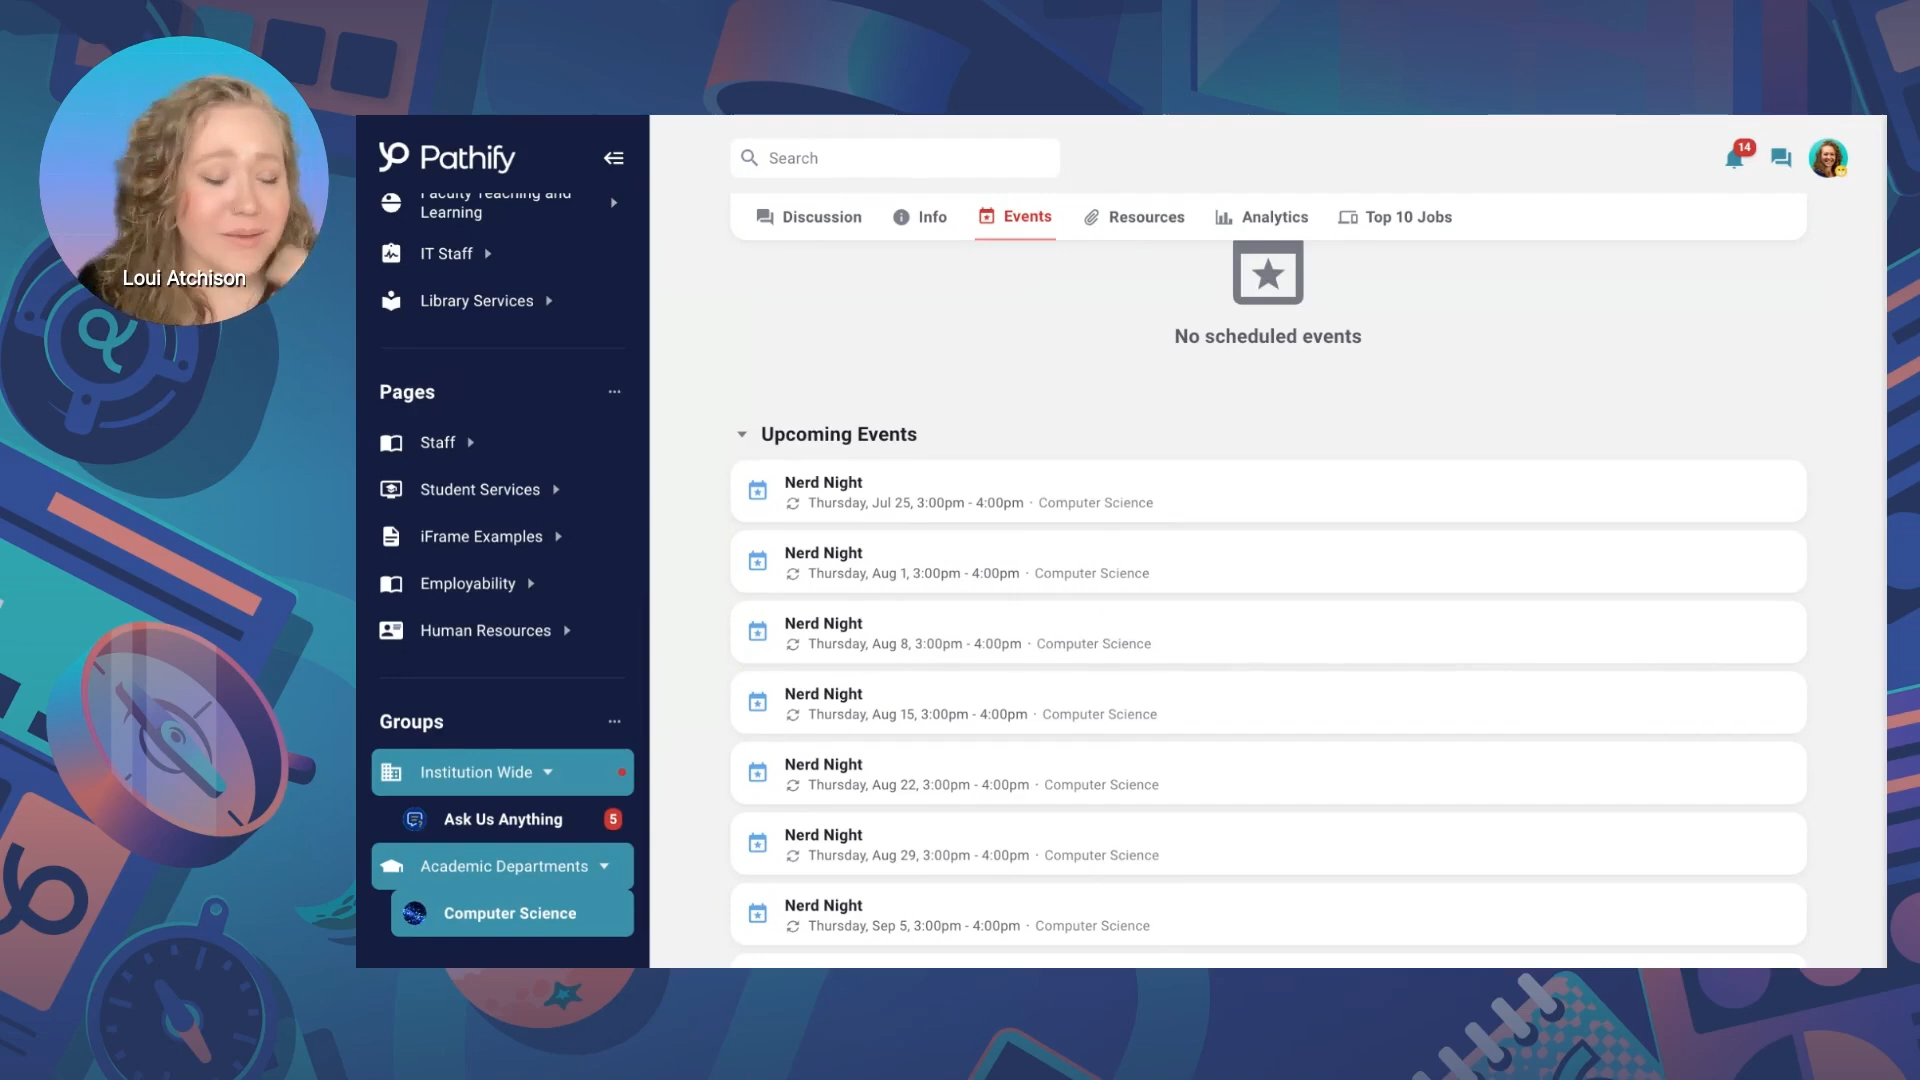 Loui Atchison
Pathify
Faculty Teaching and
Learning
IT Staff
Library Services
Pages
Staff
Student Services
iFrame Examples
Employability
Human Resources
Groups
Institution Wide
Ask Us Anything
5
Academic Departments
Computer Science
Search
14
Discussion
Info
Events
Resources
Analytics
Top 10 Jobs
No scheduled events
Upcoming Events
Nerd Night
Thursday, Jul 25, 3:00pm - 4:00pm · Computer Science
Nerd Night
Thursday, Aug 1, 3:00pm - 4:00pm · Computer Science
Nerd Night
Thursday, Aug 8, 3:00pm - 4:00pm · Computer Science
Nerd Night
Thursday, Aug 15, 3:00pm - 4:00pm · Computer Science
Nerd Night
Thursday, Aug 22, 3:00pm - 4:00pm · Computer Science
Nerd Night
Thursday, Aug 29, 3:00pm - 4:00pm · Computer Science
Nerd Night
Thursday, Sep 5, 3:00pm - 4:00pm · Computer Science